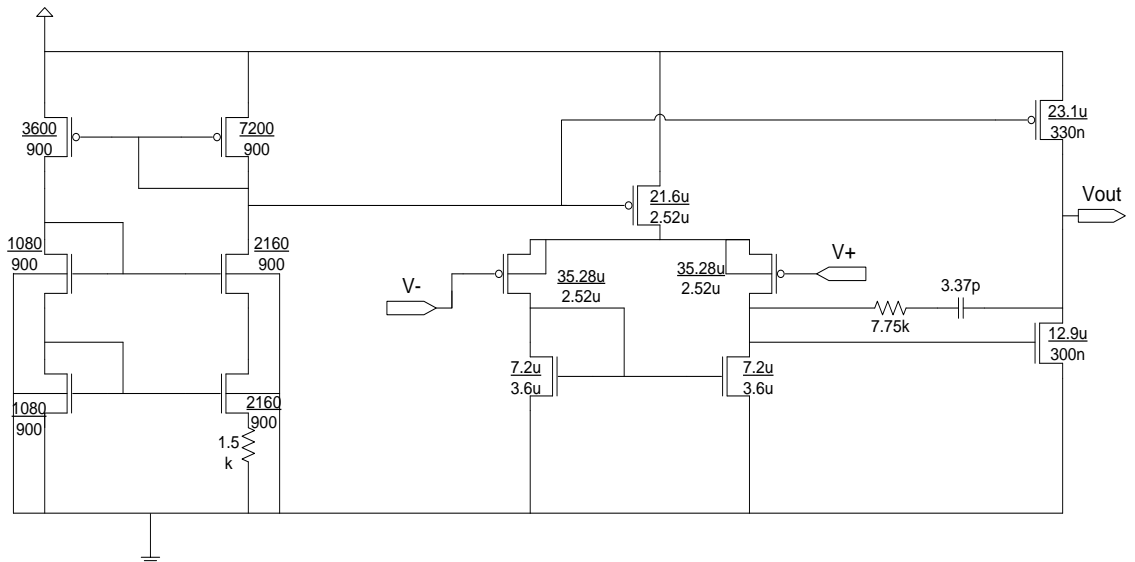 3600
900
7200
900
23.1u
330n
21.6u
2.52u
Vout
1080
900
2160
900
V-
35.28u
2.52u
35.28u
2.52u
V+
3.37p
7.75k
12.9u
300n
7.2u
3.6u
7.2u
3.6u
1080
900
2160
900
1.5
k